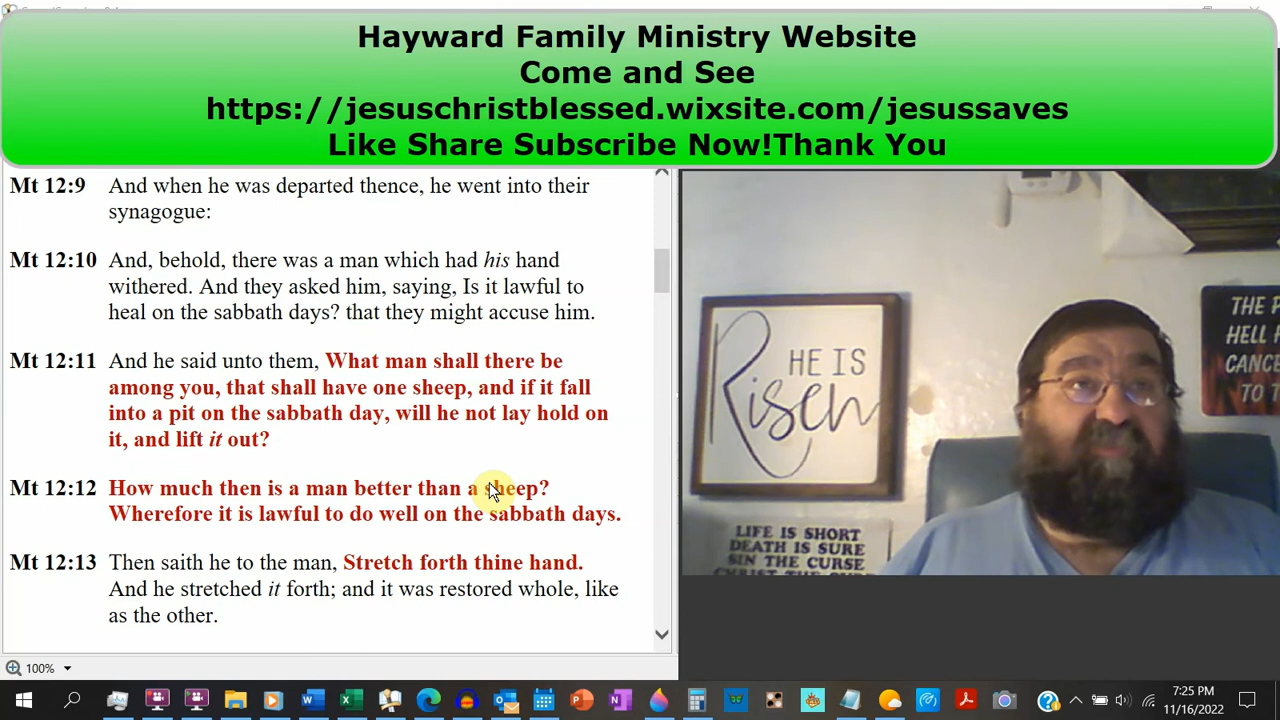 Hayward Family Ministry Website
Come and See
https://jesuschristblessed.wixsite.com/jesussaves
Like Share Subscribe Now!Thank You
Mt 12:9 And when he was departed thence, he went into their
synagogue:
Mt 12:10 And, behold, there was a man which had his hand
withered. And they asked him, saying, Is it lawful to
heal on the sabbath days? that they might accuse him.
Mt 12:11 And he said unto them, What man shall there be
among you, that shall have one sheep, and if it fall
into a pit on the sabbath day, will he not lay hold on
it, and lift it out?
Mt 12:12 How much then is a man better than a sheep?
Wherefore it is lawful to do well on the sabbath days.
Mt 12:13 Then saith he to the man, Stretch forth thine hand.
And he stretched it forth; and it was restored whole, like
as the other.
100%
HE IS
Risen
THE
HELL
TO
LIFE IS SHORT
DEATH IS SURE
SIN THE CURSE
7:25 PM
11/16/2022